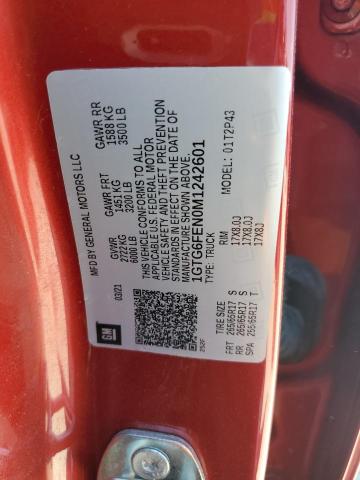 MFD BY GENERAL MOTORS LLC
03/21
GVWR
2722 KG
6000 LB
GAWR FRT
1451 KG
3200 LB
GAWR RR
1588 KG
3500 LB
THIS VEHICLE CONFORMS TO ALL
APPLICABLE U.S. FEDERAL MOTOR
VEHICLE SAFETY AND THEFT PREVENTION
STANDARDS IN EFFECT ON THE DATE OF
MANUFACTURE SHOWN ABOVE.
1GTG6FEN0M1242601
TYPE: TRUCK
MODEL: 01T2P43
GM
TIRE SIZE RIM
FRT 265/65R17 S 17X8.0J
RR 265/65R17 S 17X8.0J
SPA 255/65R17 T 17X8J